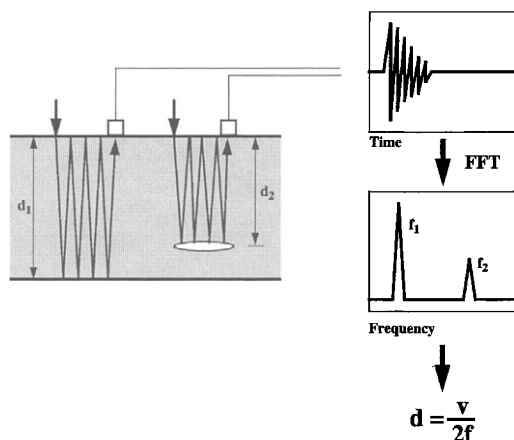 d₁
d₂
Time
FFT
f₁
f₂
Frequency
d = v/2f